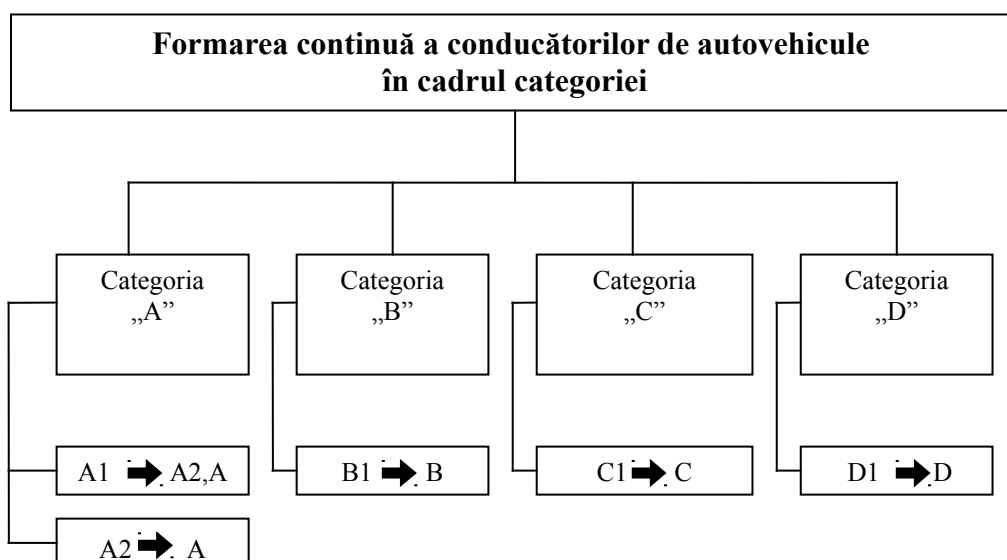 Formarea continuă a conducătorilor de autovehicule
în cadrul categoriei
Categoria
„A”
Categoria
„B”
Categoria
„C”
Categoria
„D”
A1 🡆 A2,A
B1 🡆 B
C1 🡆 C
D1 🡆 D
A2 🡆 A